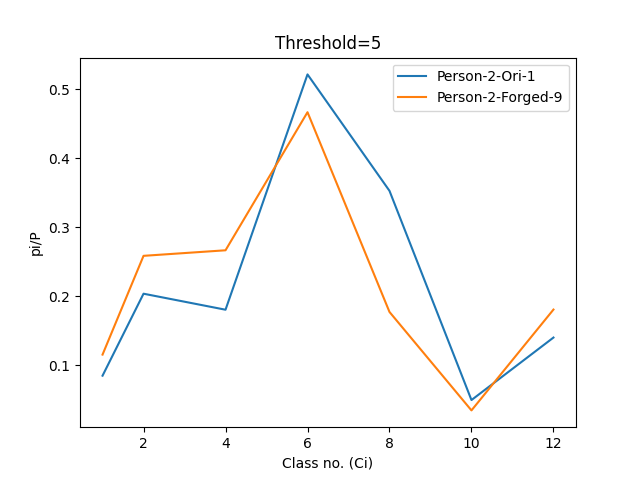 Threshold=5
Person-2-Ori-1
Person-2-Forged-9
pi/P
0.5
0.4
0.3
0.2
0.1
2 4 6 8 10 12
Class no. (Ci)